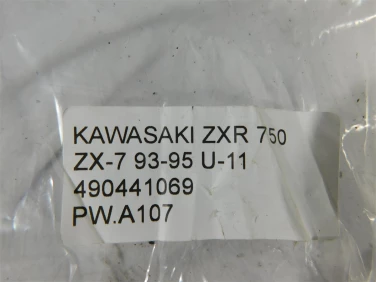 KAWASAKI ZXR 750
ZX-7 93-95 U-11
490441069
PW.A107